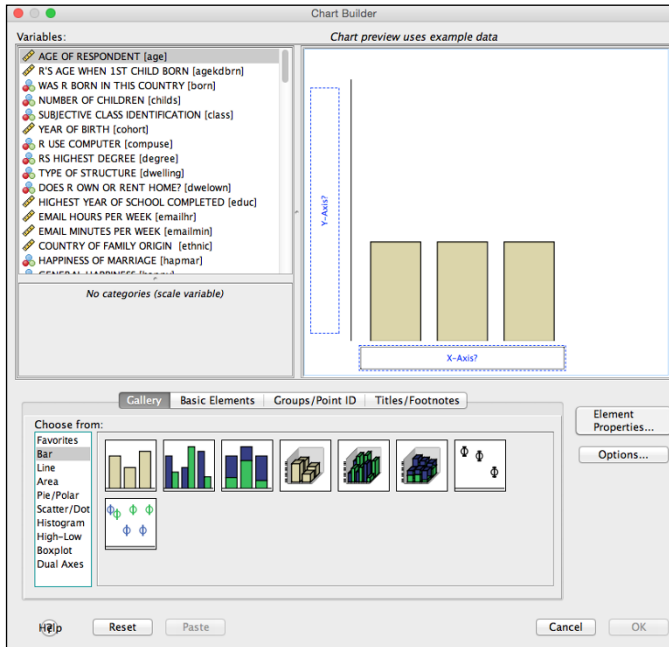 Chart Builder
Variables:
Chart preview uses example data
AGE OF RESPONDENT [age]
R'S AGE WHEN 1ST CHILD BORN [agekdbrn]
WAS R BORN IN THIS COUNTRY [born]
NUMBER OF CHILDREN [childs]
SUBJECTIVE CLASS IDENTIFICATION [class]
YEAR OF BIRTH [cohort]
R USE COMPUTER [compuse]
RS HIGHEST DEGREE [degree]
TYPE OF STRUCTURE [dwelling]
DOES R OWN OR RENT HOME? [dwelown]
HIGHEST YEAR OF SCHOOL COMPLETED [educ]
EMAIL HOURS PER WEEK [emailhr]
EMAIL MINUTES PER WEEK [emailmin]
COUNTRY OF FAMILY ORIGIN [ethnic]
HAPPINESS OF MARRIAGE [hapmar]
GENERAL HAPPINESS [happy]
No categories (scale variable)
Y-Axis?
X-Axis?
Gallery Basic Elements Groups/Point ID Titles/Footnotes
Choose from:
Favorites
Bar
Line
Area
Pie/Polar
Scatter/Dot
Histogram
High-Low
Boxplot
Dual Axes
Element Properties...
Options...
Help Reset Paste Cancel OK